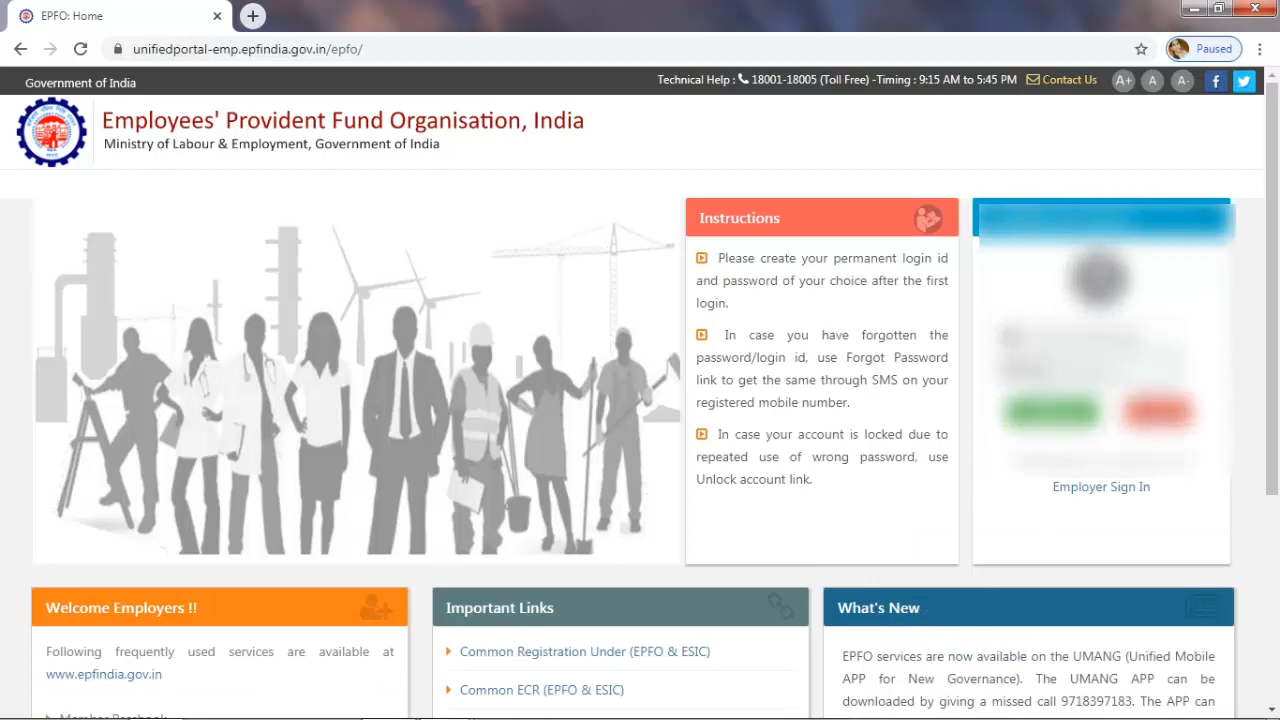 EPFO: Home
unifiedportal-emp.epfindia.gov.in/epfo/
Paused
Government of India
Technical Help : 18001-18005 (Toll Free) -Timing : 9:15 AM to 5:45 PM
Contact Us
A+ A A-
Employees' Provident Fund Organisation, India
Ministry of Labour & Employment, Government of India
Instructions
Please create your permanent login id
and password of your choice after the first
login.
In case you have forgotten the
password/login id, use Forgot Password
link to get the same through SMS on your
registered mobile number.
In case your account is locked due to
repeated use of wrong password, use
Unlock account link.
Employer Sign In
Welcome Employers !!
Following frequently used services are available at
www.epfindia.gov.in
Member Passbook
Important Links
Common Registration Under (EPFO & ESIC)
Common ECR (EPFO & ESIC)
What's New
EPFO services are now available on the UMANG (Unified Mobile
APP for New Governance). The UMANG APP can be
downloaded by giving a missed call 9718397183. The APP can